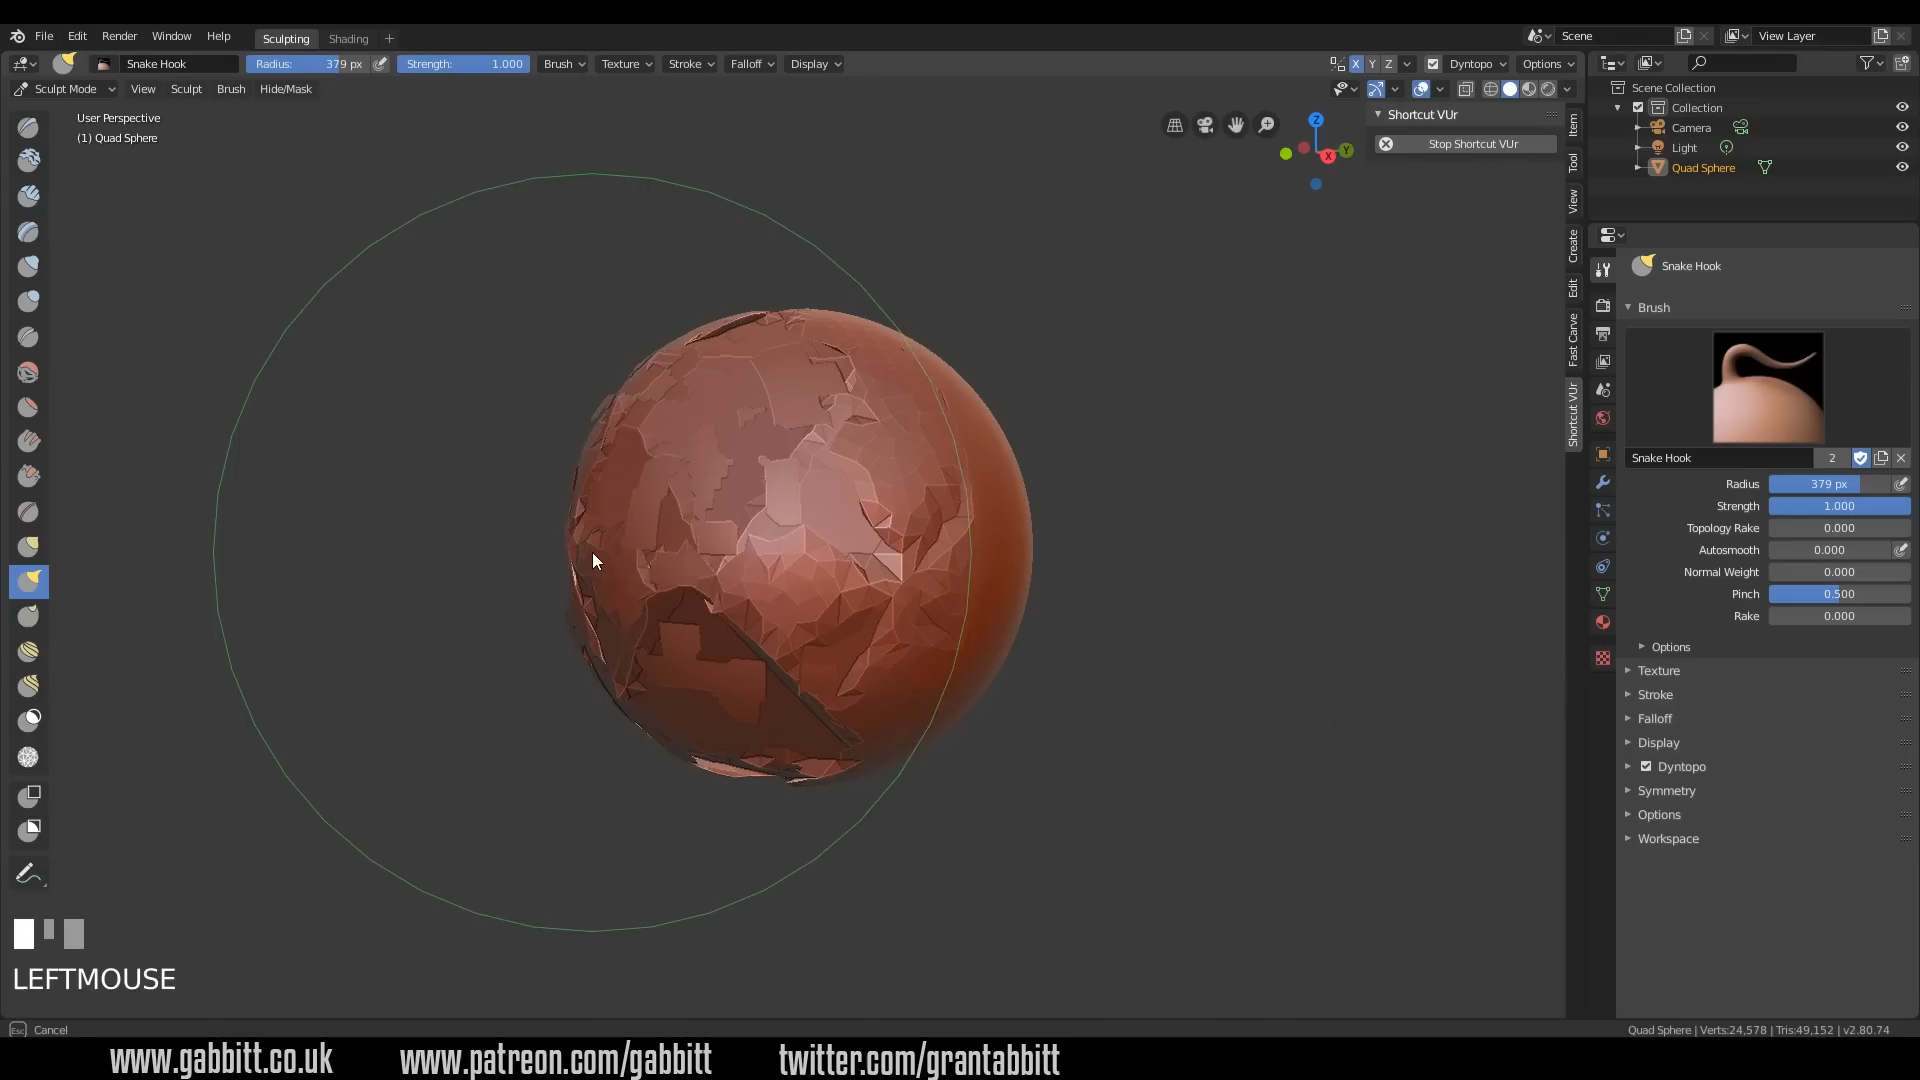 File Edit Render Window Help Sculpting Shading + Scene View Layer
Snake Hook Radius: 379 px Strength: 1.000 Brush Texture Stroke Falloff Display X Y Z Dyntopo Options
Sculpt Mode View Sculpt Brush Hide/Mask
User Perspective
(1) Quad Sphere
Z
Y
X
Shortcut VUr
Stop Shortcut VUr
Item
Tool
View
Create
Edit
Fast Carve
Shortcut VUr
Scene Collection
Collection
Camera
Light
Quad Sphere
Snake Hook
Brush
Snake Hook 2
Radius 379 px
Strength 1.000
Topology Rake 0.000
Autosmooth 0.000
Normal Weight 0.000
Pinch 0.500
Rake 0.000
Options
Texture
Stroke
Falloff
Display
Dyntopo
Symmetry
Options
Workspace
LEFTMOUSE
Esc Cancel
Quad Sphere | Verts:24,578 | Tris:49,152 | v2.80.74
www.gabbitt.co.uk www.patreon.com/gabbitt twitter.com/grantabbitt